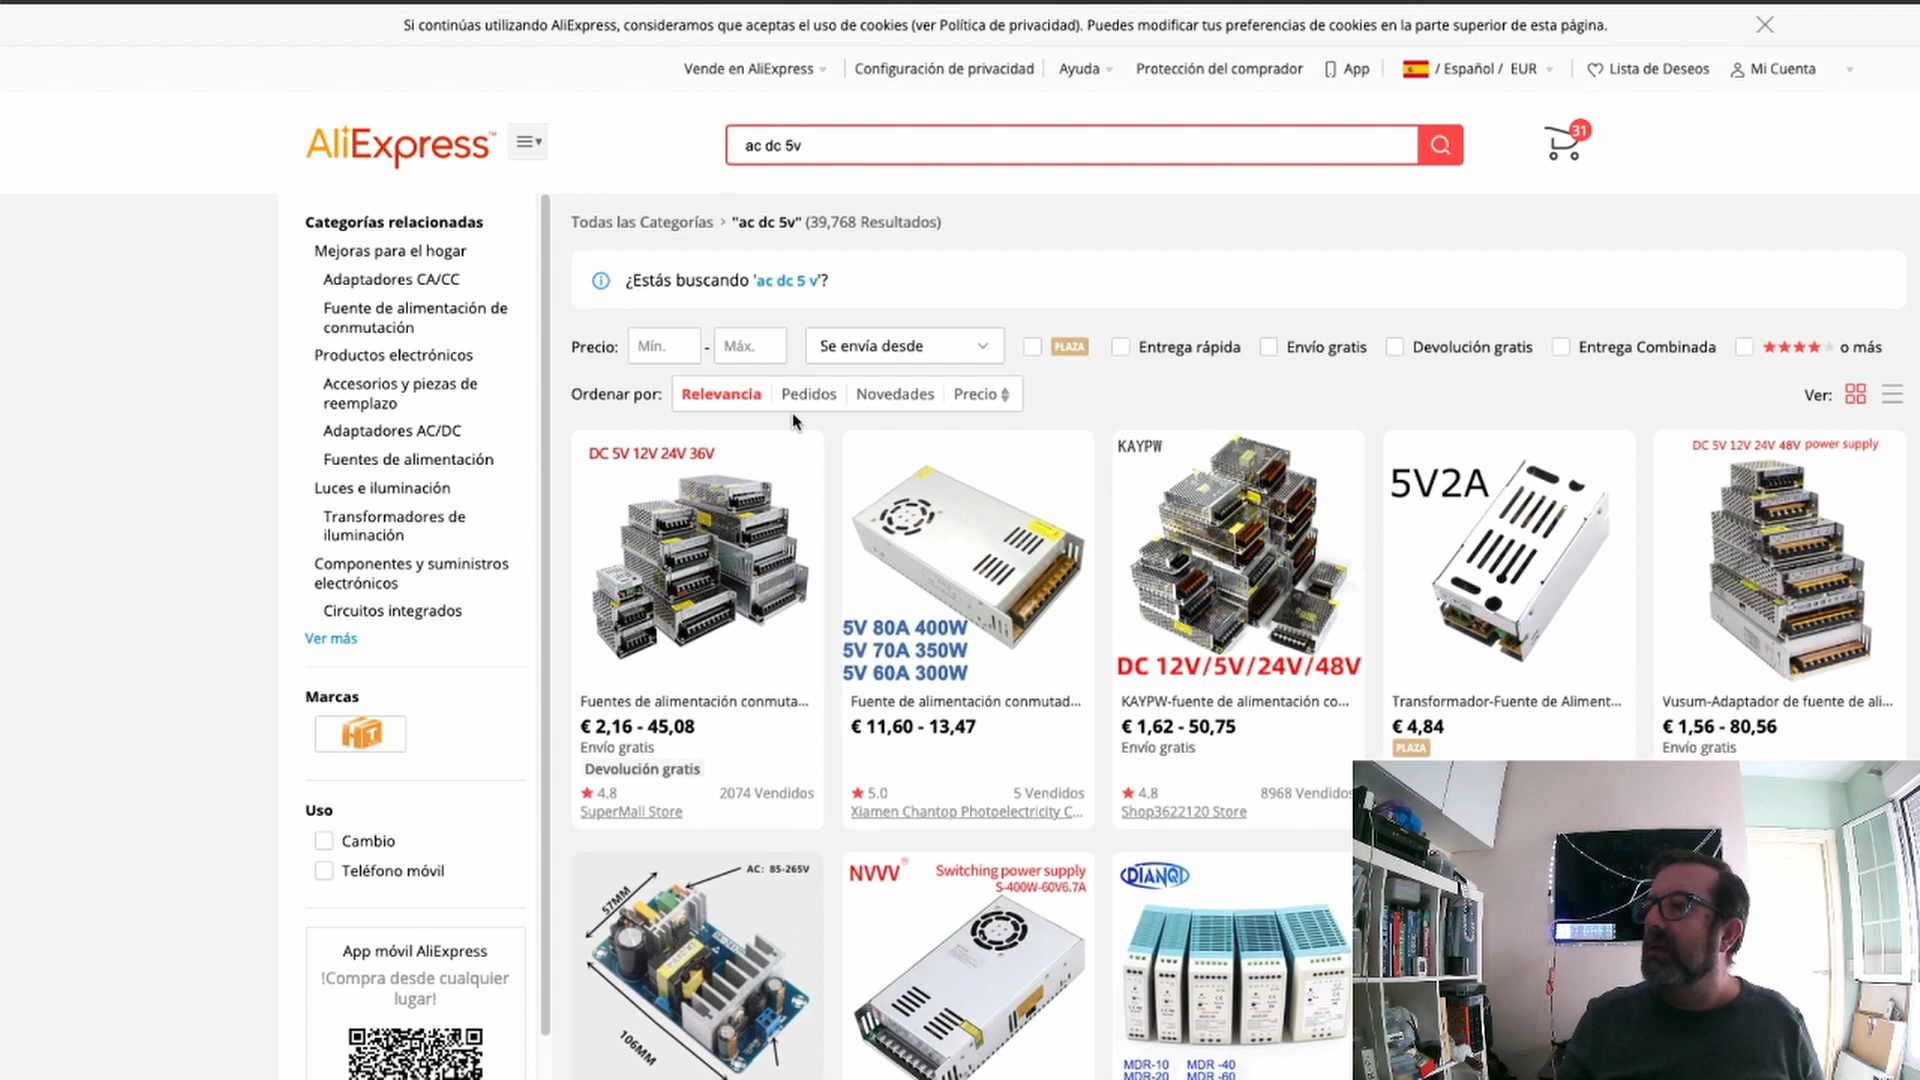 Si continúas utilizando AliExpress, consideramos que aceptas el uso de cookies (ver Política de privacidad). Puedes modificar tus preferencias de cookies en la parte superior de esta página.
Vende en AliExpress
Configuración de privacidad
Ayuda
Protección del comprador
App
/ Español / EUR
Lista de Deseos
Mi Cuenta
AliExpress™
ac dc 5v
31
Categorías relacionadas
Mejoras para el hogar
Adaptadores CA/CC
Fuente de alimentación de
conmutación
Productos electrónicos
Accesorios y piezas de
reemplazo
Adaptadores AC/DC
Fuentes de alimentación
Luces e iluminación
Transformadores de
iluminación
Componentes y suministros
electrónicos
Circuitos integrados
Ver más
Marcas
HT
Uso
Cambio
Teléfono móvil
App móvil AliExpress
!Compra desde cualquier
lugar!
Todas las Categorías > "ac dc 5v" (39,768 Resultados)
¿Estás buscando 'ac dc 5 v'?
Precio: Mín. - Máx.
Se envía desde
PLAZA
Entrega rápida
Envío gratis
Devolución gratis
Entrega Combinada
o más
Ordenar por: Relevancia Pedidos Novedades Precio
Ver:
DC 5V 12V 24V 36V
Fuentes de alimentación conmuta...
€ 2,16 - 45,08
Envío gratis
Devolución gratis
4.8 2074 Vendidos
SuperMall Store
5V 80A 400W
5V 70A 350W
5V 60A 300W
Fuente de alimentación conmutad...
€ 11,60 - 13,47
5.0 5 Vendidos
Xiamen Chantop Photoelectricity C...
KAYPW
DC 12V/5V/24V/48V
KAYPW-fuente de alimentación co...
€ 1,62 - 50,75
Envío gratis
4.8 8968 Vendidos
Shop3622120 Store
5V2A
Transformador-Fuente de Aliment...
€ 4,84
PLAZA
DC 5V 12V 24V 48V power supply
Vusum-Adaptador de fuente de ali...
€ 1,56 - 80,56
Envío gratis
AC: 85-265V
57MM
106MM
NVVV®
Switching power supply
S-400W-60V6.7A
DIANQI
MDR-10 MDR -40
MDR-20 MDR -60